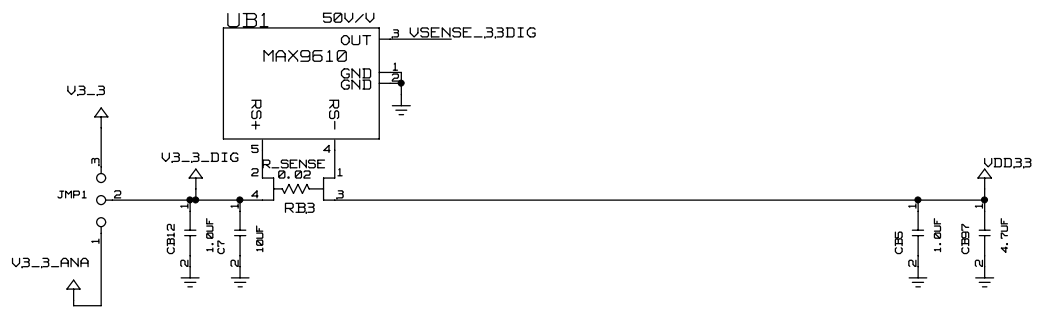 UB1
50V/V
OUT
3
VSENSE_33DIG
MAX9610
GND
1
GND
2
RS+
RS-
5
4
V3_3
3
V3_3_DIG
R_SENSE
2
0.02
1
JMP1
2
4
RB3
3
VDD33
1
CB12
1.0UF
2
1
C7
10UF
2
1
CB5
1.0UF
2
1
CB97
4.7UF
2
1
V3_3_ANA